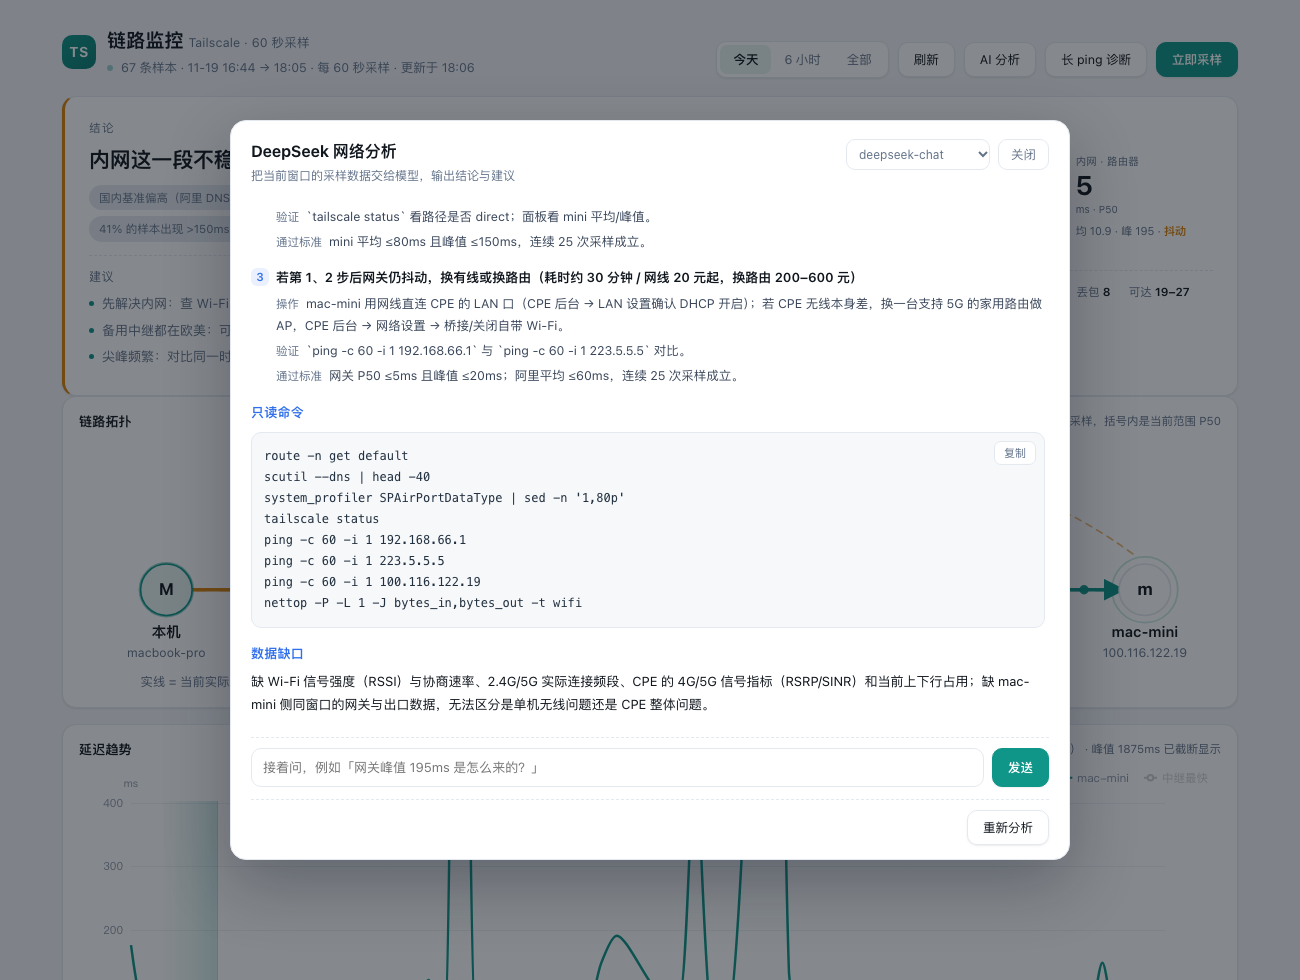 TS
链路监控 Tailscale · 60 秒采样
67 条样本 · 11-19 16:44 → 18:05 · 每 60 秒采样 · 更新于 18:06
今天 6 小时 全部 刷新 AI 分析 长 ping 诊断 立即采样
结论
内网这一段不稳
国内基准偏高（阿里 DNS
41% 的样本出现 >150ms
建议
先解决内网：查 Wi-Fi
备用中继都在欧美：可
尖峰频繁：对比同一时
内网 · 路由器
5
ms · P50
均 10.9 · 峰 195 · 抖动
丢包 8 可达 19–27
DeepSeek 网络分析
把当前窗口的采样数据交给模型，输出结论与建议
deepseek-chat 关闭
验证 `tailscale status` 看路径是否 direct；面板看 mini 平均/峰值。
通过标准 mini 平均 ≤80ms 且峰值 ≤150ms，连续 25 次采样成立。
3 若第 1、2 步后网关仍抖动，换有线或换路由（耗时约 30 分钟 / 网线 20 元起，换路由 200–600 元）
操作 mac-mini 用网线直连 CPE 的 LAN 口（CPE 后台 → LAN 设置确认 DHCP 开启）；若 CPE 无线本身差，换一台支持 5G 的家用路由做
AP，CPE 后台 → 网络设置 → 桥接/关闭自带 Wi-Fi。
验证 `ping -c 60 -i 1 192.168.66.1` 与 `ping -c 60 -i 1 223.5.5.5` 对比。
通过标准 网关 P50 ≤5ms 且峰值 ≤20ms；阿里平均 ≤60ms，连续 25 次采样成立。
只读命令
复制
route -n get default
scutil --dns | head -40
system_profiler SPAirPortDataType | sed -n '1,80p'
tailscale status
ping -c 60 -i 1 192.168.66.1
ping -c 60 -i 1 223.5.5.5
ping -c 60 -i 1 100.116.122.19
nettop -P -L 1 -J bytes_in,bytes_out -t wifi
数据缺口
缺 Wi-Fi 信号强度（RSSI）与协商速率、2.4G/5G 实际连接频段、CPE 的 4G/5G 信号指标（RSRP/SINR）和当前上下行占用；缺 mac-
mini 侧同窗口的网关与出口数据，无法区分是单机无线问题还是 CPE 整体问题。
接着问，例如「网关峰值 195ms 是怎么来的？」
发送
重新分析
链路拓扑
采样，括号内是当前范围 P50
M
本机
macbook-pro
实线 = 当前实际
m
mac-mini
100.116.122.19
延迟趋势
） · 峰值 1875ms 已截断显示
mac-mini 中继最快
ms
400
300
200